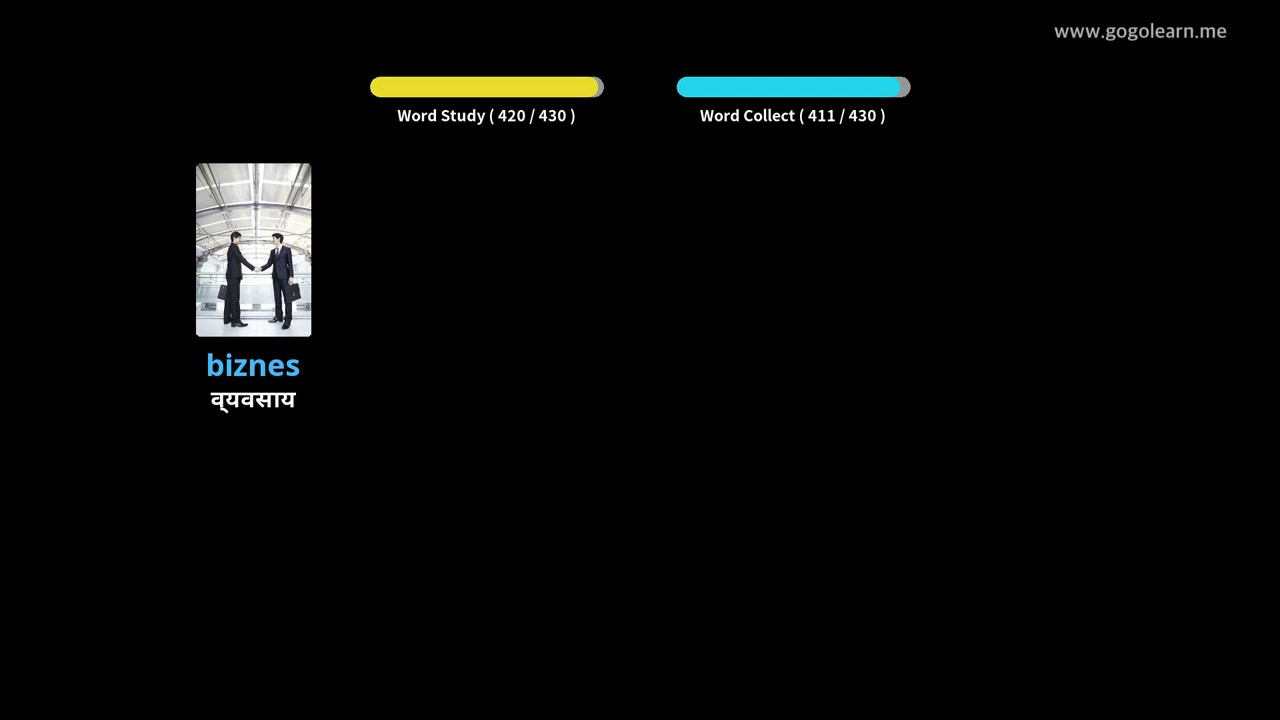 www.gogolearn.me
Word Study ( 420 / 430 )
Word Collect ( 411 / 430 )
biznes
व्यवसाय